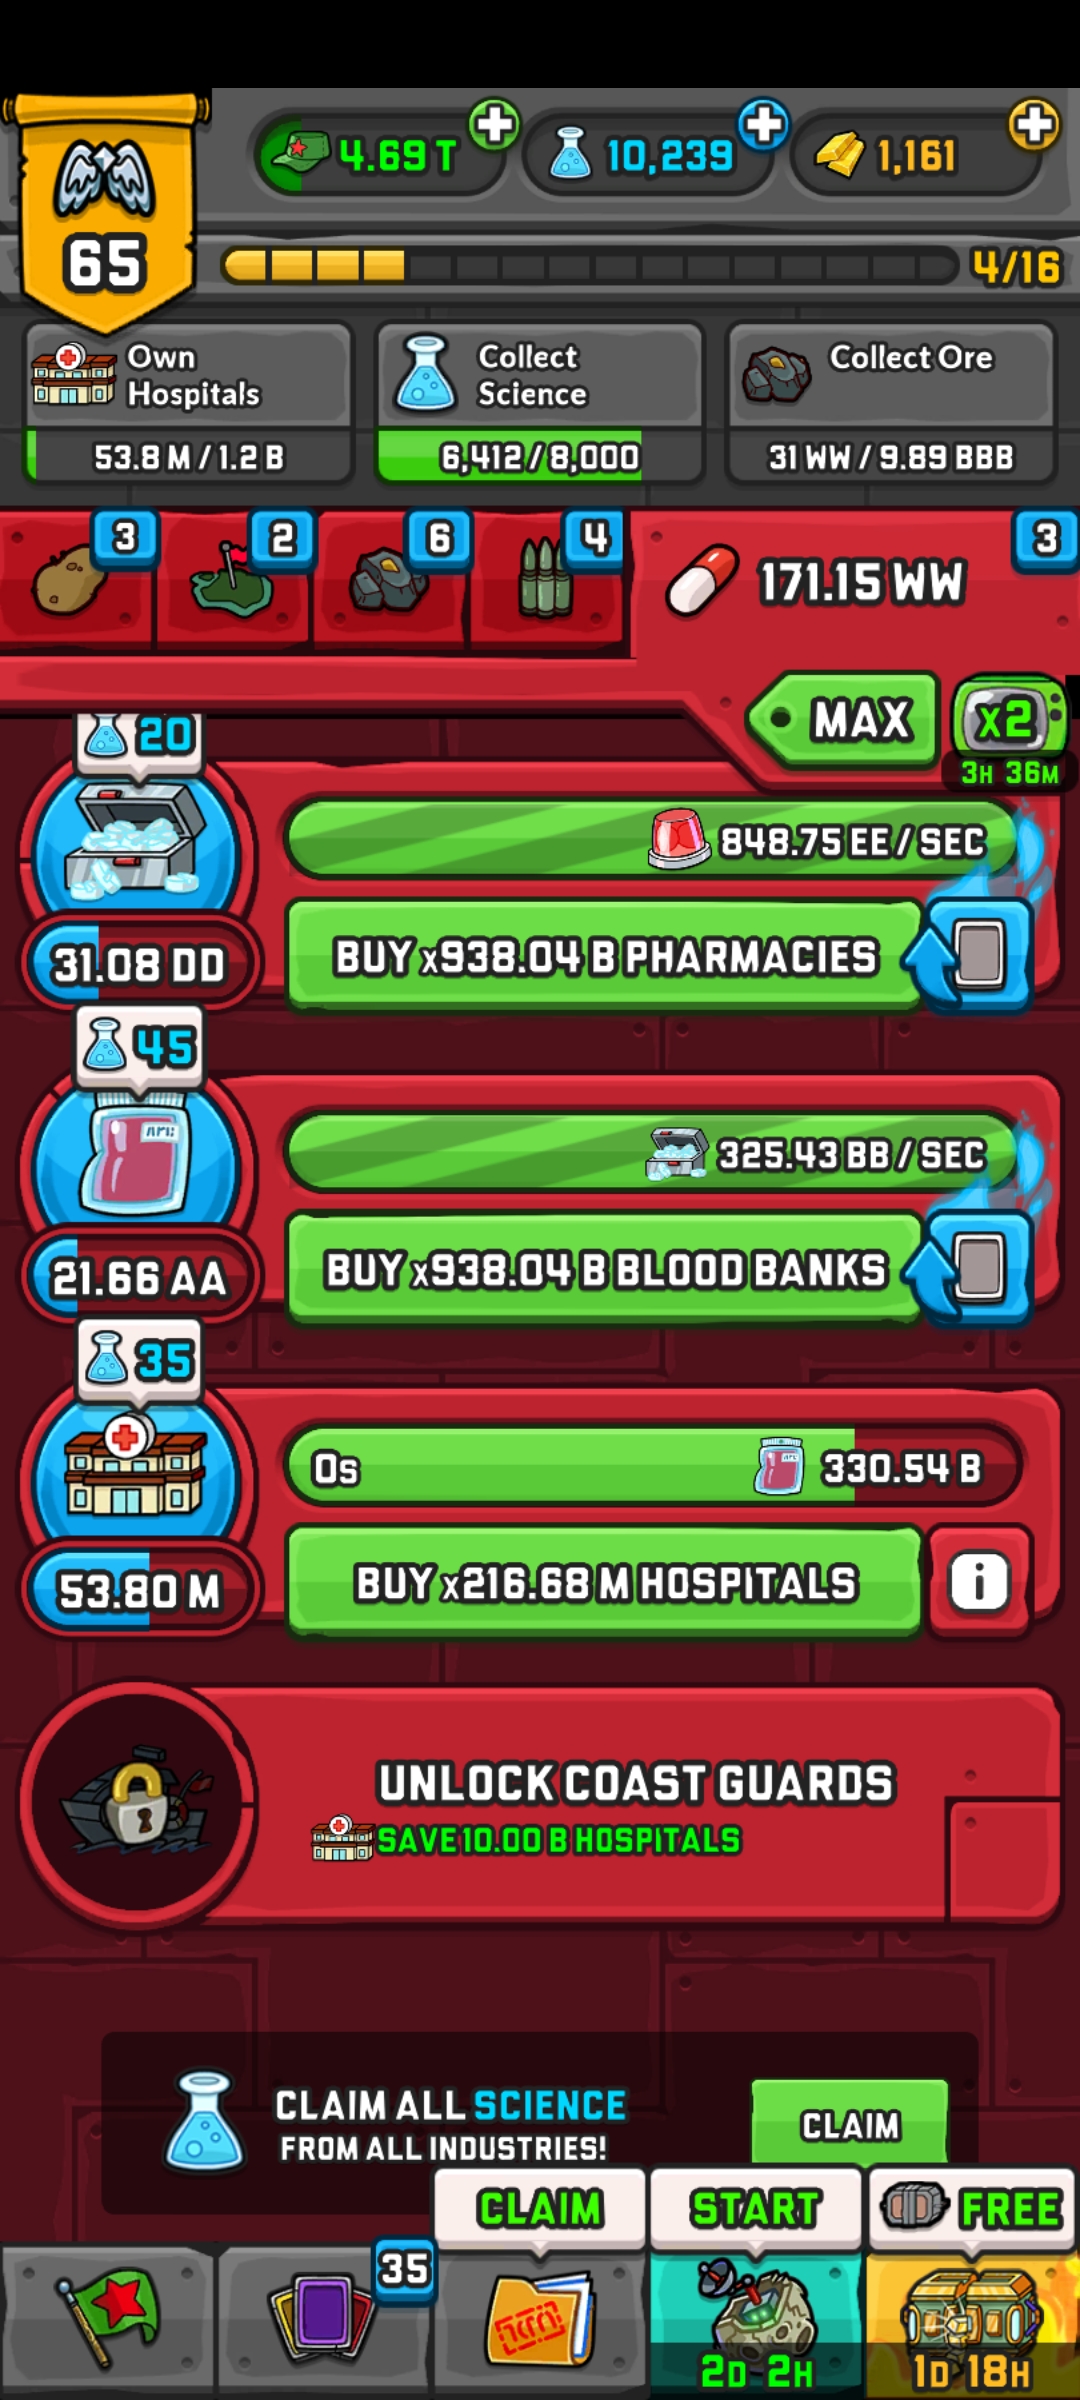 4.69 T
10,239
1,161
65
4/16
Own
Hospitals
53.8 M / 1.2 B
Collect
Science
6,412 / 8,000
Collect Ore
31 WW / 9.89 BBB
3
2
6
4
3
171.15 WW
MAX
x2
3H 36M
20
848.75 EE / SEC
31.08 DD
BUY x938.04 B PHARMACIES
45
325.43 BB / SEC
21.66 AA
BUY x938.04 B BLOOD BANKS
35
0s
330.54 B
53.80 M
BUY x216.68 M HOSPITALS
i
UNLOCK COAST GUARDS
SAVE 10.00 B HOSPITALS
CLAIM ALL SCIENCE
FROM ALL INDUSTRIES!
CLAIM
CLAIM
START
FREE
35
2D 2H
1D 18H